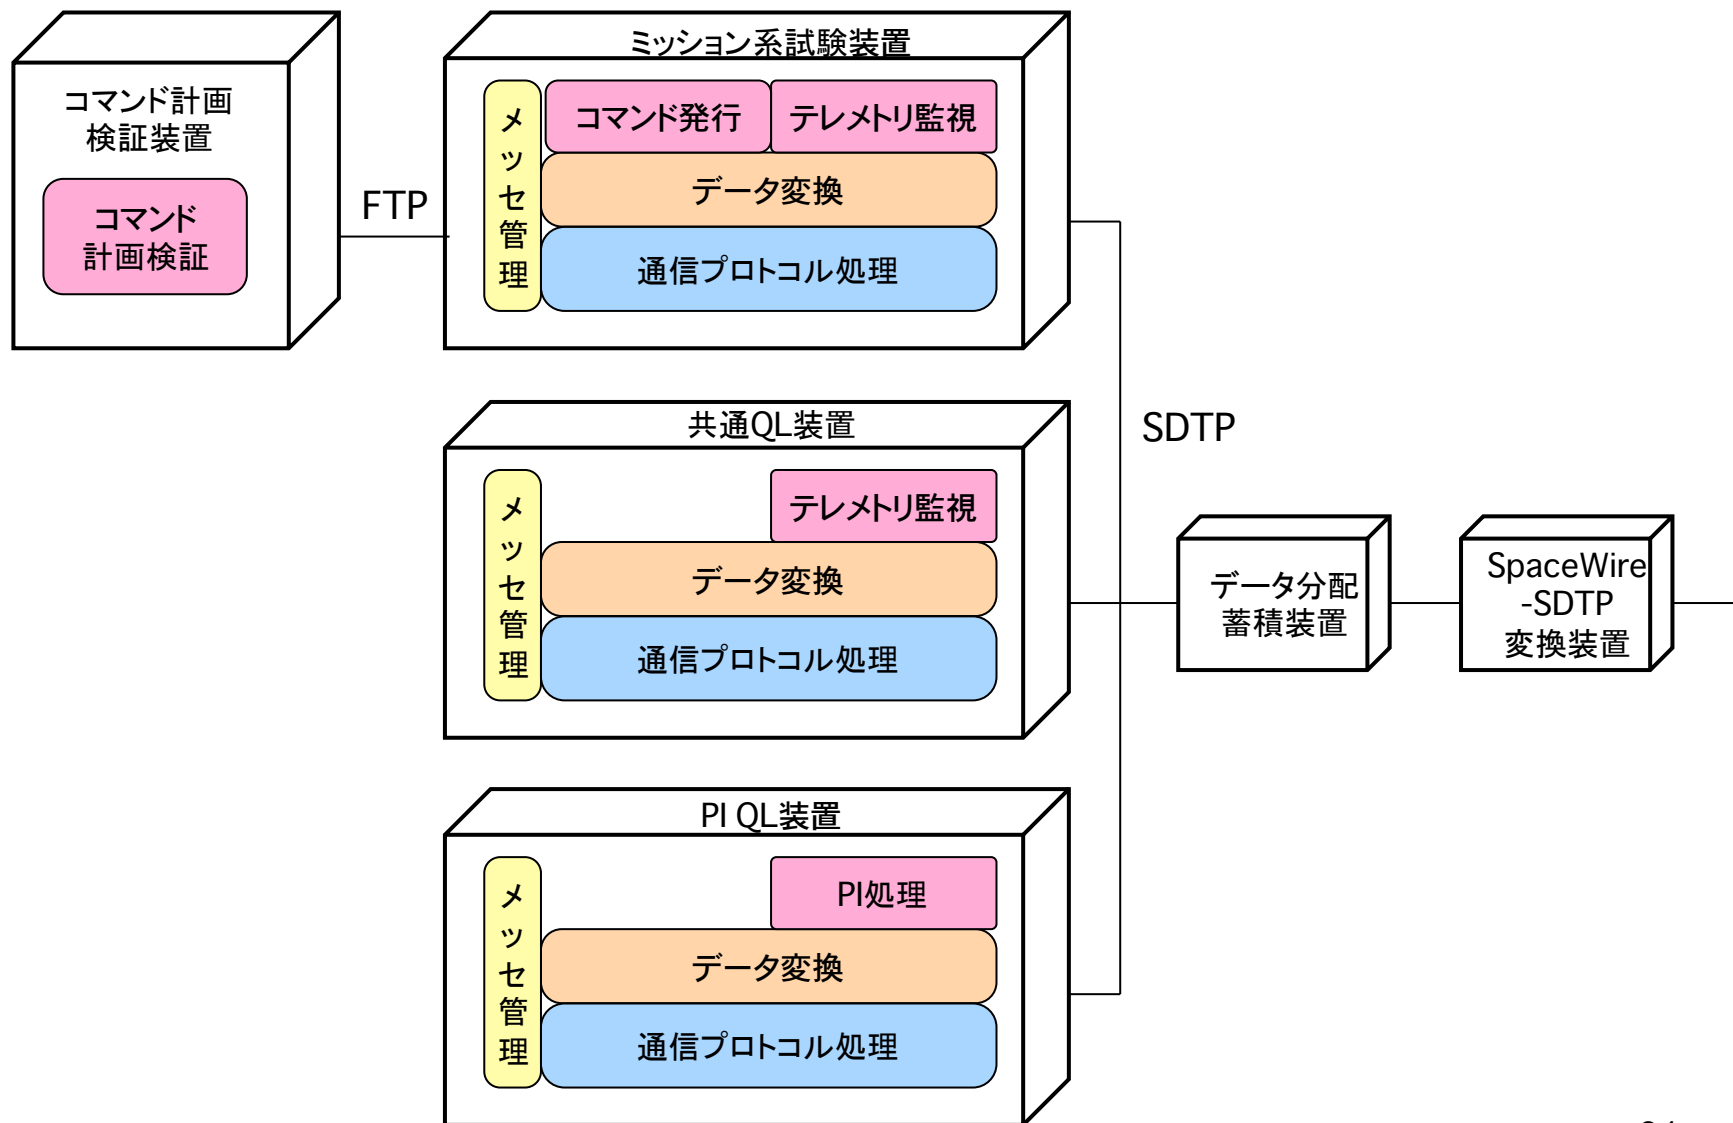 コマンド計画
検証装置
コマンド
計画検証
FTP
ミッション系試験装置
メッセ管理
コマンド発行
テレメトリ監視
データ変換
通信プロトコル処理
共通QL装置
メッセ管理
テレメトリ監視
データ変換
通信プロトコル処理
PI QL装置
メッセ管理
PI処理
データ変換
通信プロトコル処理
SDTP
データ分配
蓄積装置
SpaceWire
-SDTP
変換装置